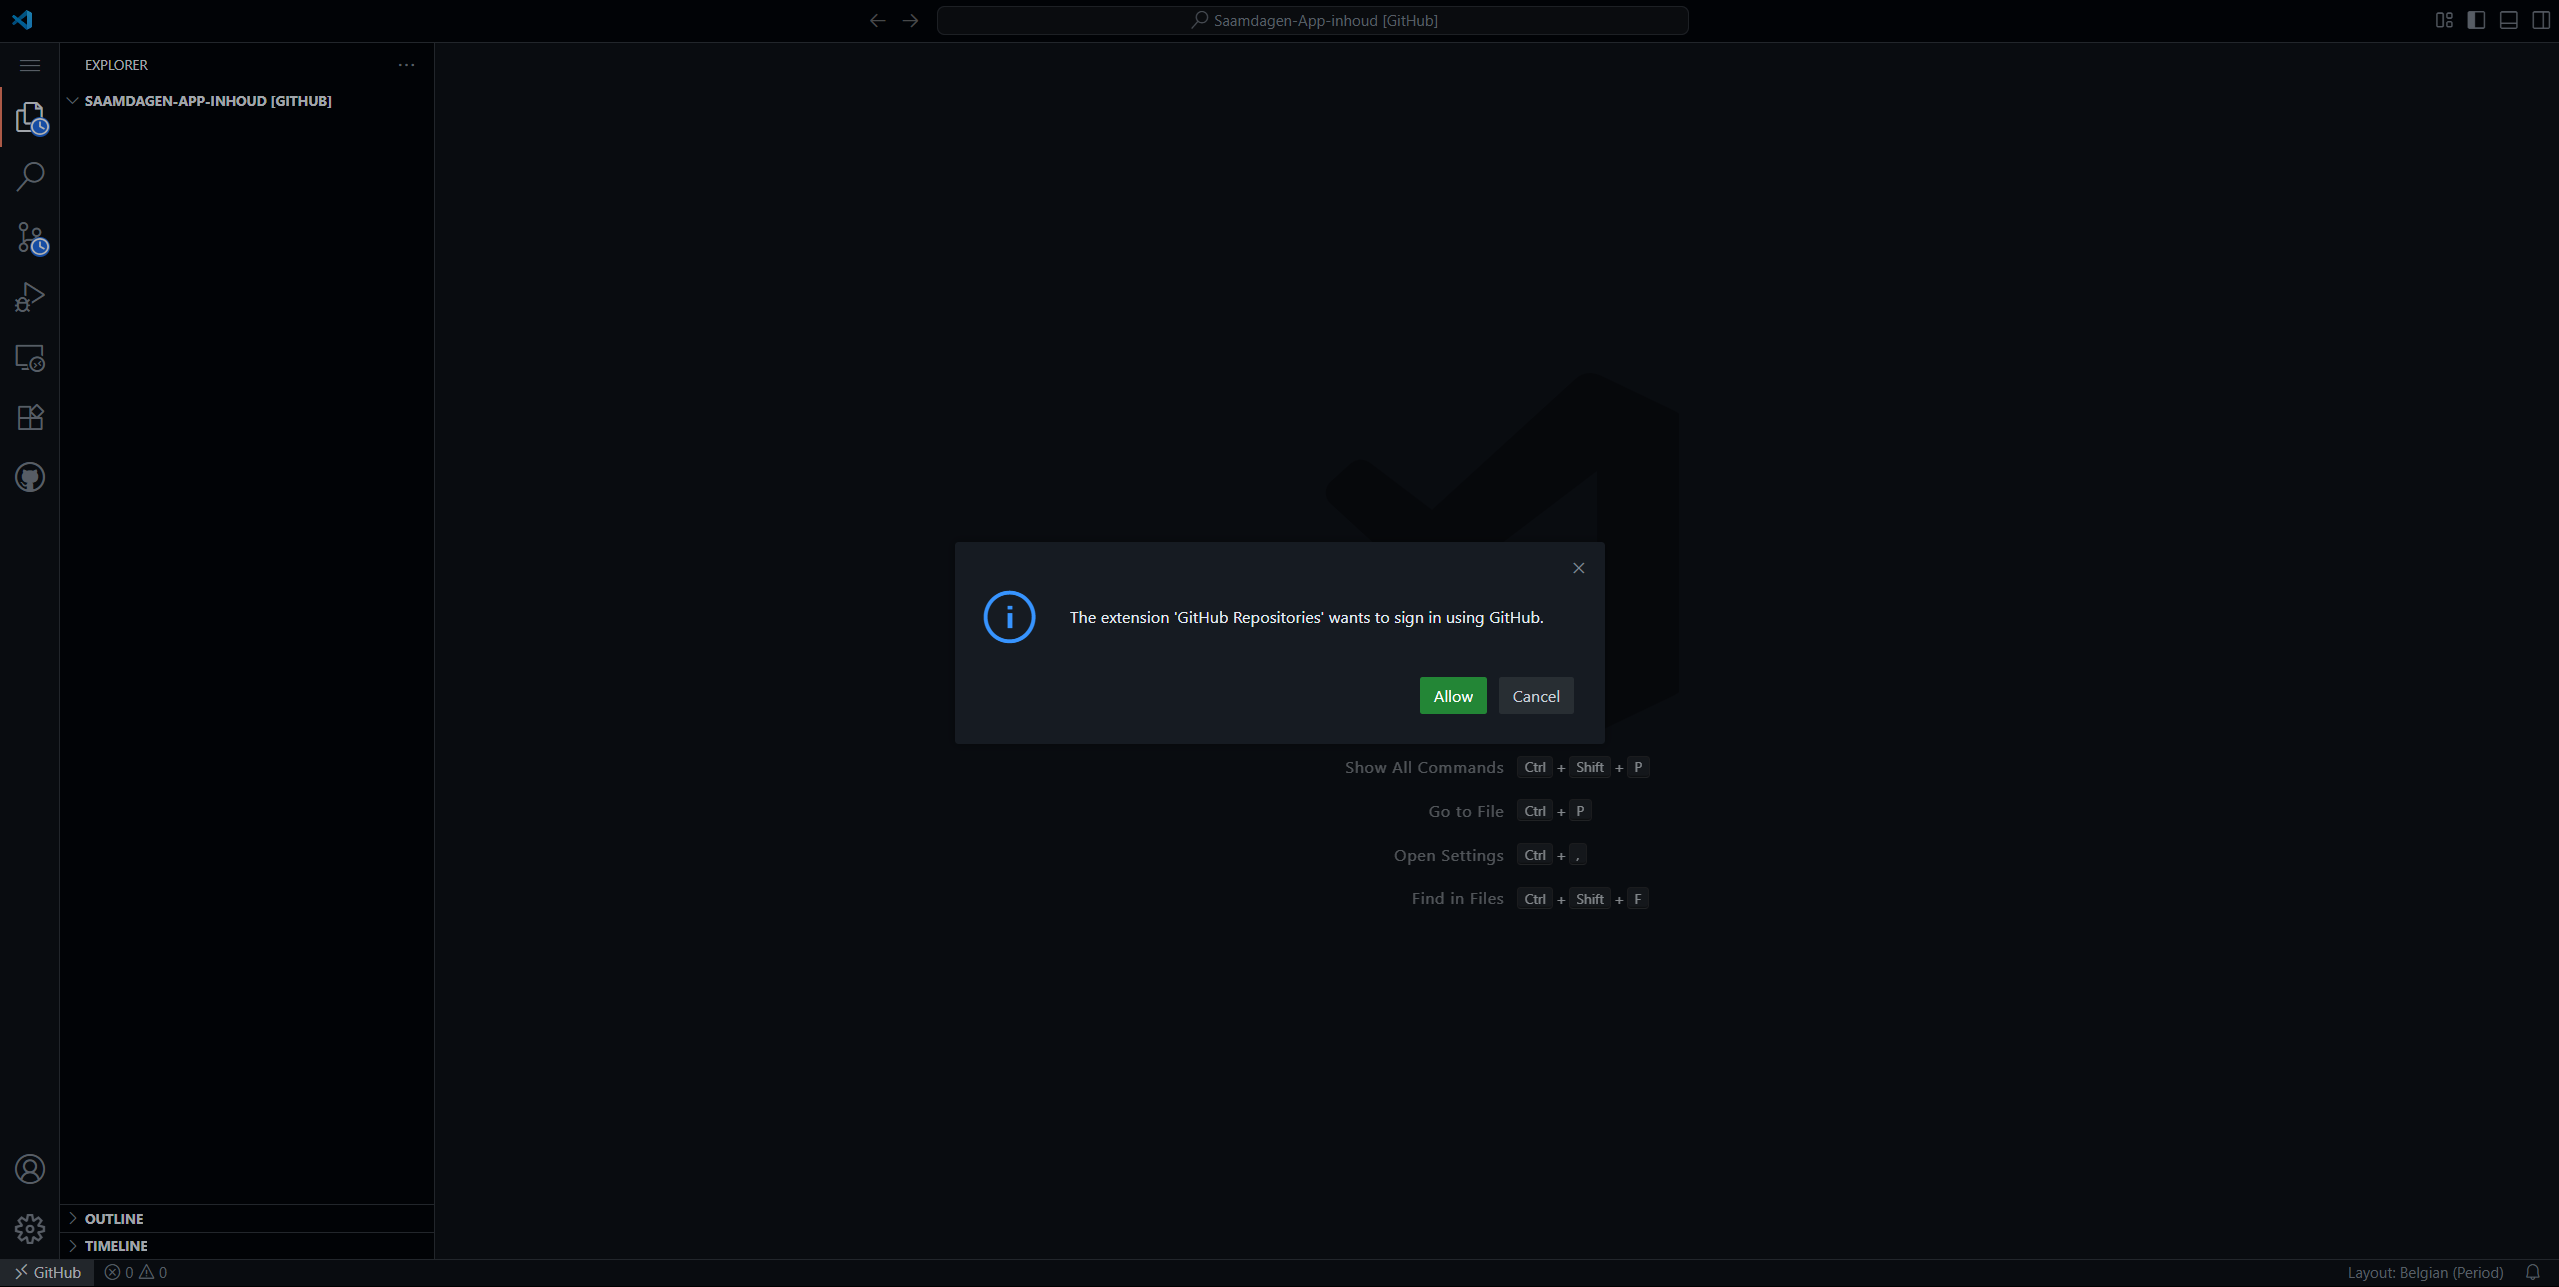 Saamdagen-App-inhoud [GitHub]
EXPLORER
SAAMDAGEN-APP-INHOUD [GITHUB]
The extension 'GitHub Repositories' wants to sign in using GitHub.
Allow Cancel
Show All Commands Ctrl + Shift + P
Go to File Ctrl + P
Open Settings Ctrl + ,
Find in Files Ctrl + Shift + F
OUTLINE
TIMELINE
GitHub 0 0 Layout: Belgian (Period)